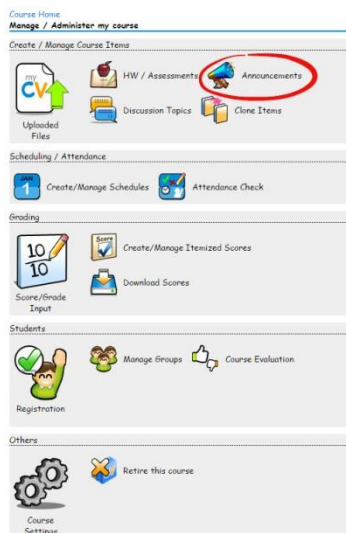 Course Home
Manage / Administer my course
Create / Manage Course Items
my
CV
Uploaded
Files
HW / Assessments
Announcements
Discussion Topics
Clone Items
Scheduling / Attendance
JAN
1
Create/Manage Schedules
Attendance Check
Grading
10
10
Score/Grade
Input
Score
Create/Manage Itemized Scores
Download Scores
Students
Registration
Manage Groups
Course Evaluation
Others
Course
Settings
Retire this course